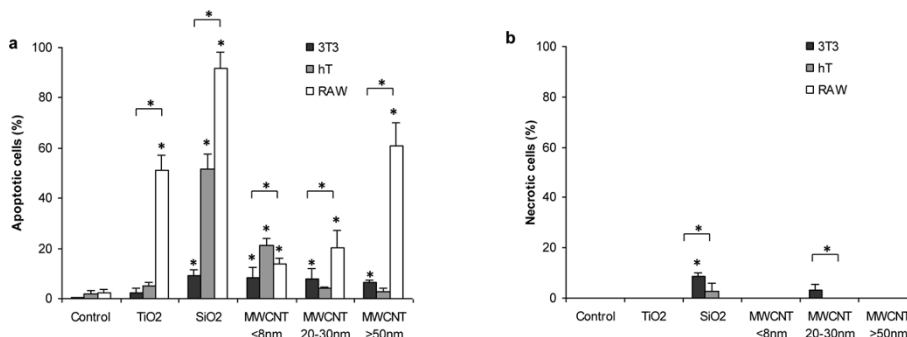 a
Apoptotic cells (%)
100
80
60
40
20
0
3T3
hT
RAW
* * * * * * * * * * * * * * *
Control TiO2 SiO2 MWCNT MWCNT MWCNT
<8nm 20-30nm >50nm
b
Necrotic cells (%)
100
80
60
40
20
0
3T3
hT
RAW
* * *
Control TiO2 SiO2 MWCNT MWCNT MWCNT
<8nm 20-30nm >50nm